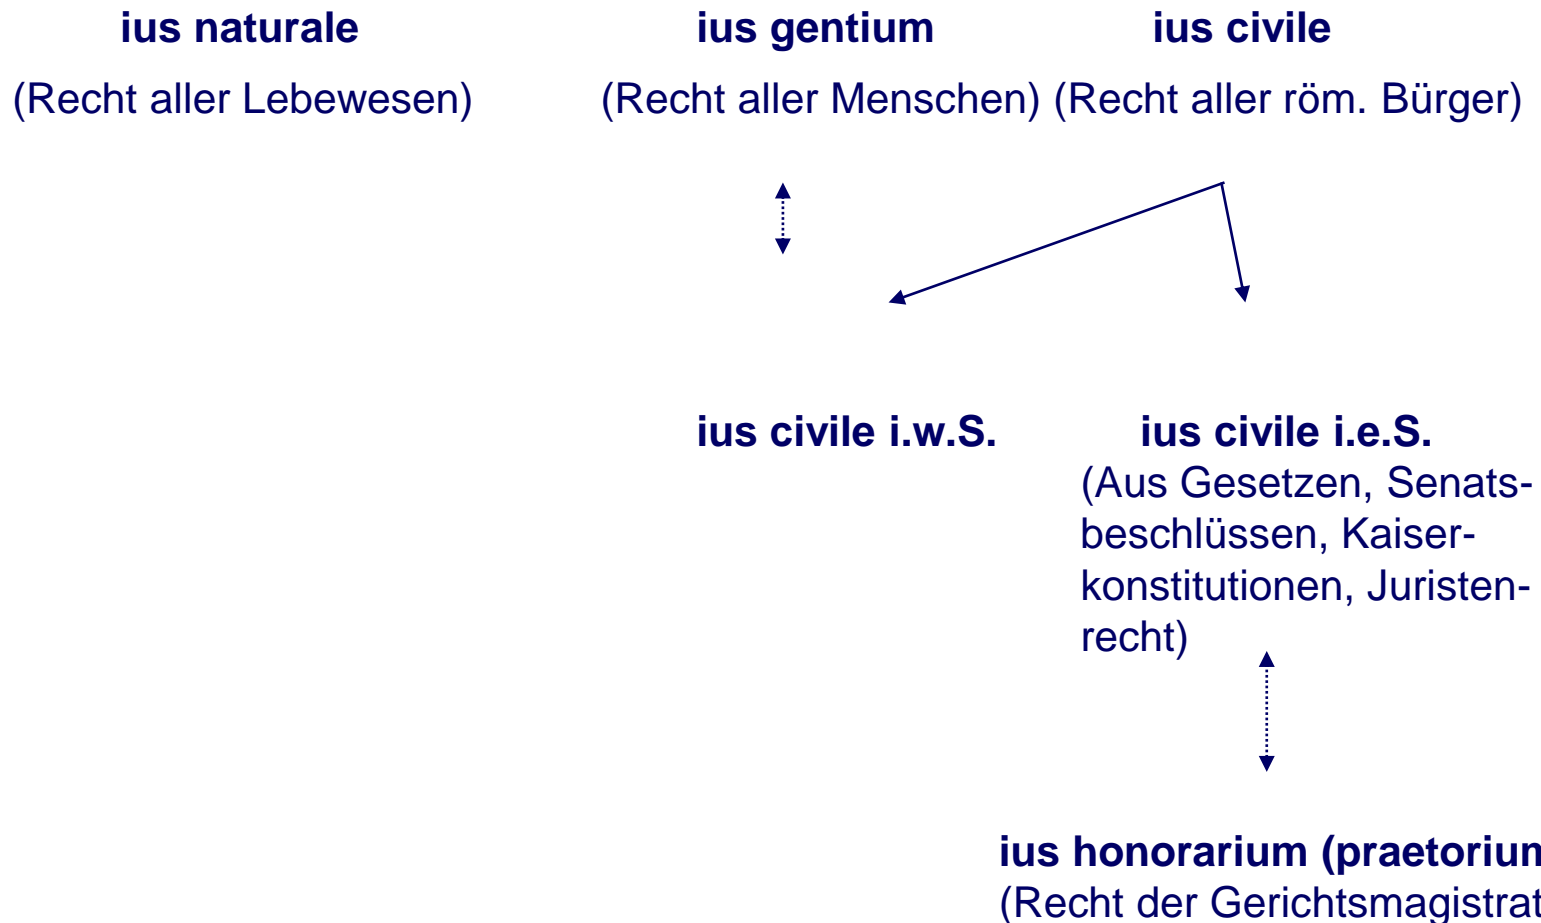 ius naturale
ius gentium
ius civile
(Recht aller Lebewesen)
(Recht aller Menschen)
(Recht aller röm. Bürger)
ius civile i.w.S.
ius civile i.e.S.
(Aus Gesetzen, Senats-
beschlüssen, Kaiser-
konstitutionen, Juristen-
recht)
ius honorarium (praetorium
(Recht der Gerichtsmagistrat